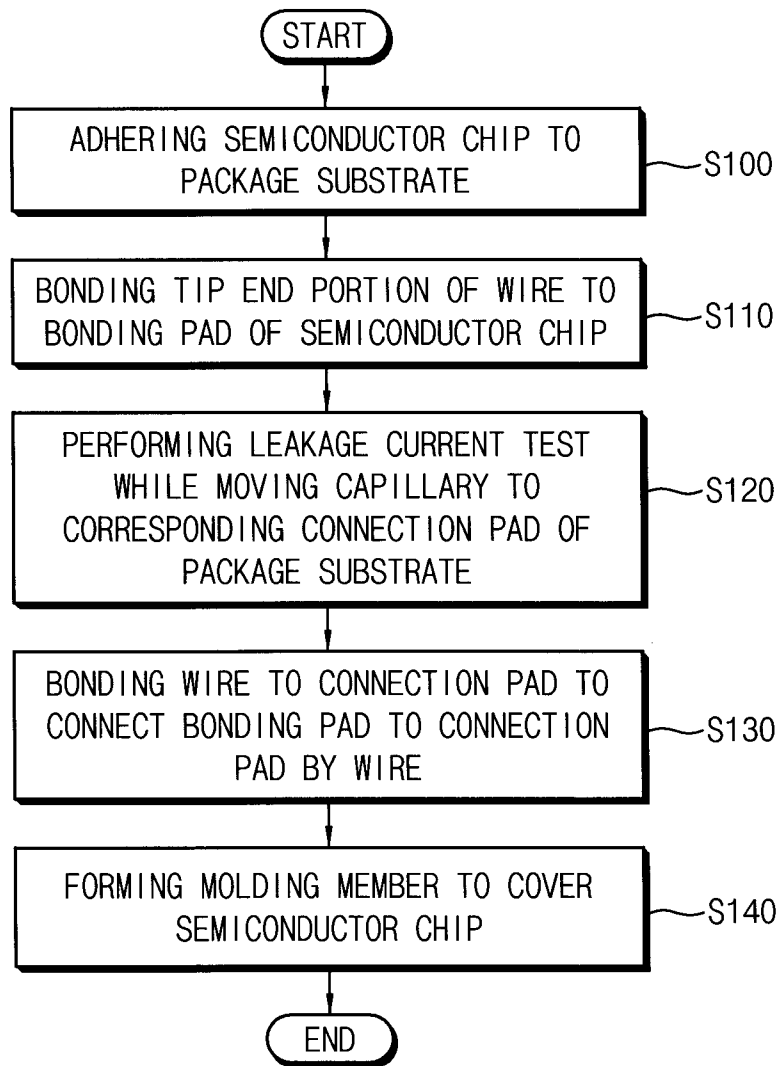 START
ADHERING SEMICONDUCTOR CHIP TO
PACKAGE SUBSTRATE
S100
BONDING TIP END PORTION OF WIRE TO
BONDING PAD OF SEMICONDUCTOR CHIP
S110
PERFORMING LEAKAGE CURRENT TEST
WHILE MOVING CAPILLARY TO
CORRESPONDING CONNECTION PAD OF
PACKAGE SUBSTRATE
S120
BONDING WIRE TO CONNECTION PAD TO
CONNECT BONDING PAD TO CONNECTION
PAD BY WIRE
S130
FORMING MOLDING MEMBER TO COVER
SEMICONDUCTOR CHIP
S140
END